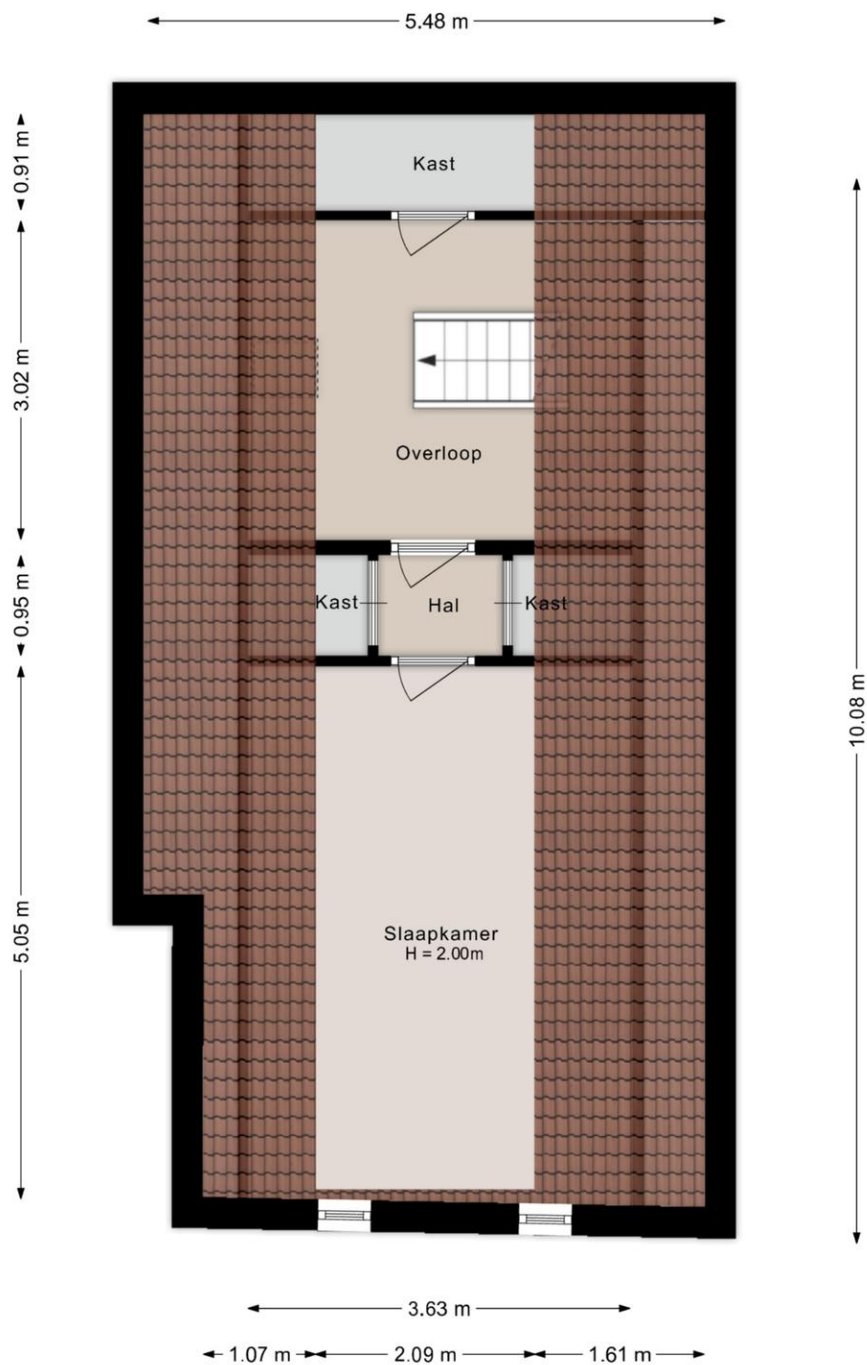 5.48 m
0.91 m
Kast
3.02 m
Overloop
0.95 m
Kast
Hal
Kast
10.08 m
5.05 m
Slaapkamer
H = 2.00m
3.63 m
1.07 m
2.09 m
1.61 m